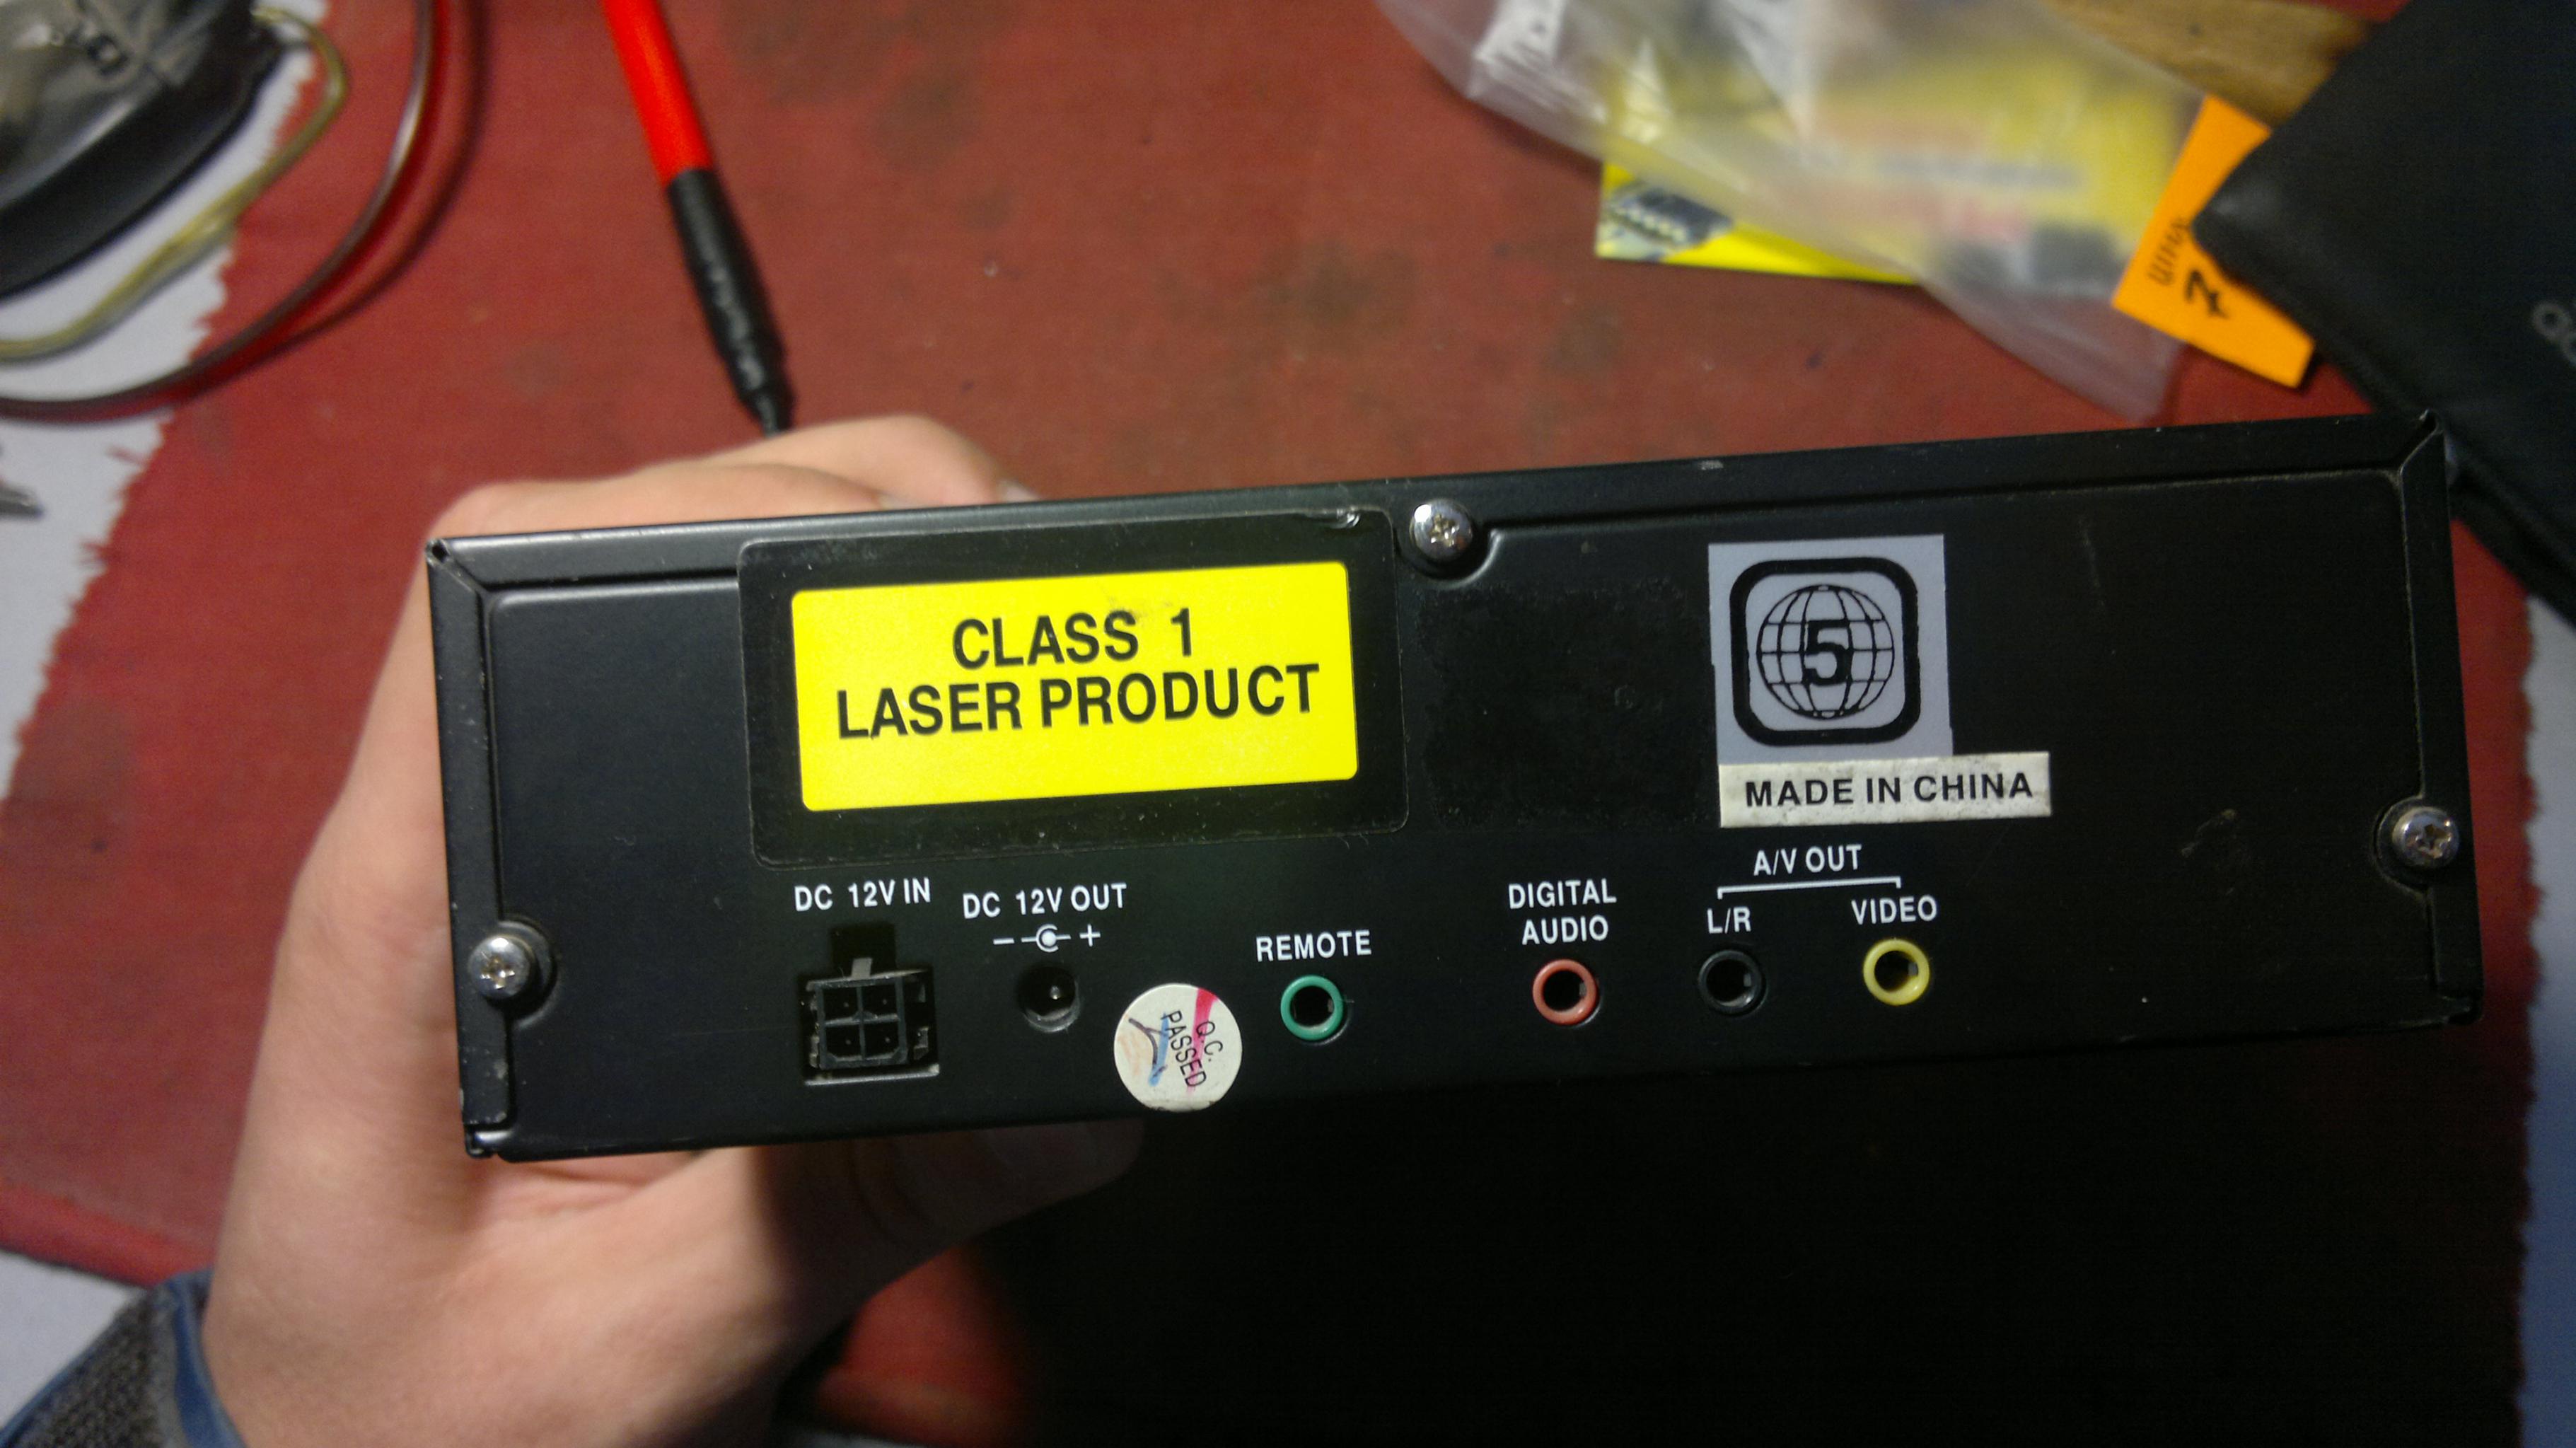 CLASS 1
LASER PRODUCT
5
MADE IN CHINA
A/V OUT
DC 12V IN
DC 12V OUT
- +
REMOTE
DIGITAL
AUDIO
L/R
VIDEO
Q.C.
PASSED
7